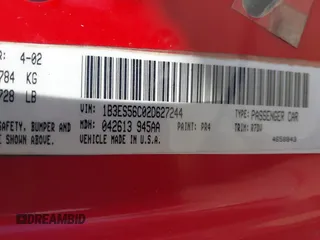 R: 4-02
784 KG
728 LB
VIN: 1B3ES56C02D627244
TYPE: PASSENGER CAR
SAFETY, BUMPER AND
MDH: 042613 945AA
PAINT: PR4
TRIM:
E SHOWN ABOVE.
VEHICLE MADE IN U.S.A.
DREAMBID